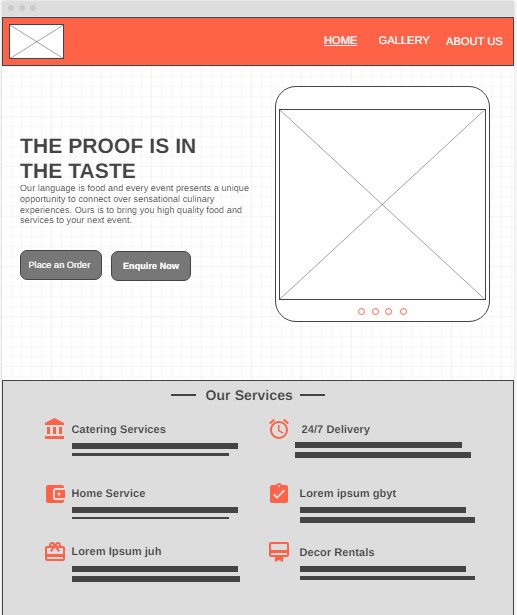 HOME GALLERY ABOUT US
THE PROOF IS IN
THE TASTE
Our language is food and every event presents a unique
opportunity to connect over sensational culinary
experiences. Ours is to bring you high quality food and
services to your next event.
Place an Order Enquire Now
Our Services
Catering Services 24/7 Delivery
Home Service Lorem ipsum gbyt
Lorem Ipsum juh Decor Rentals